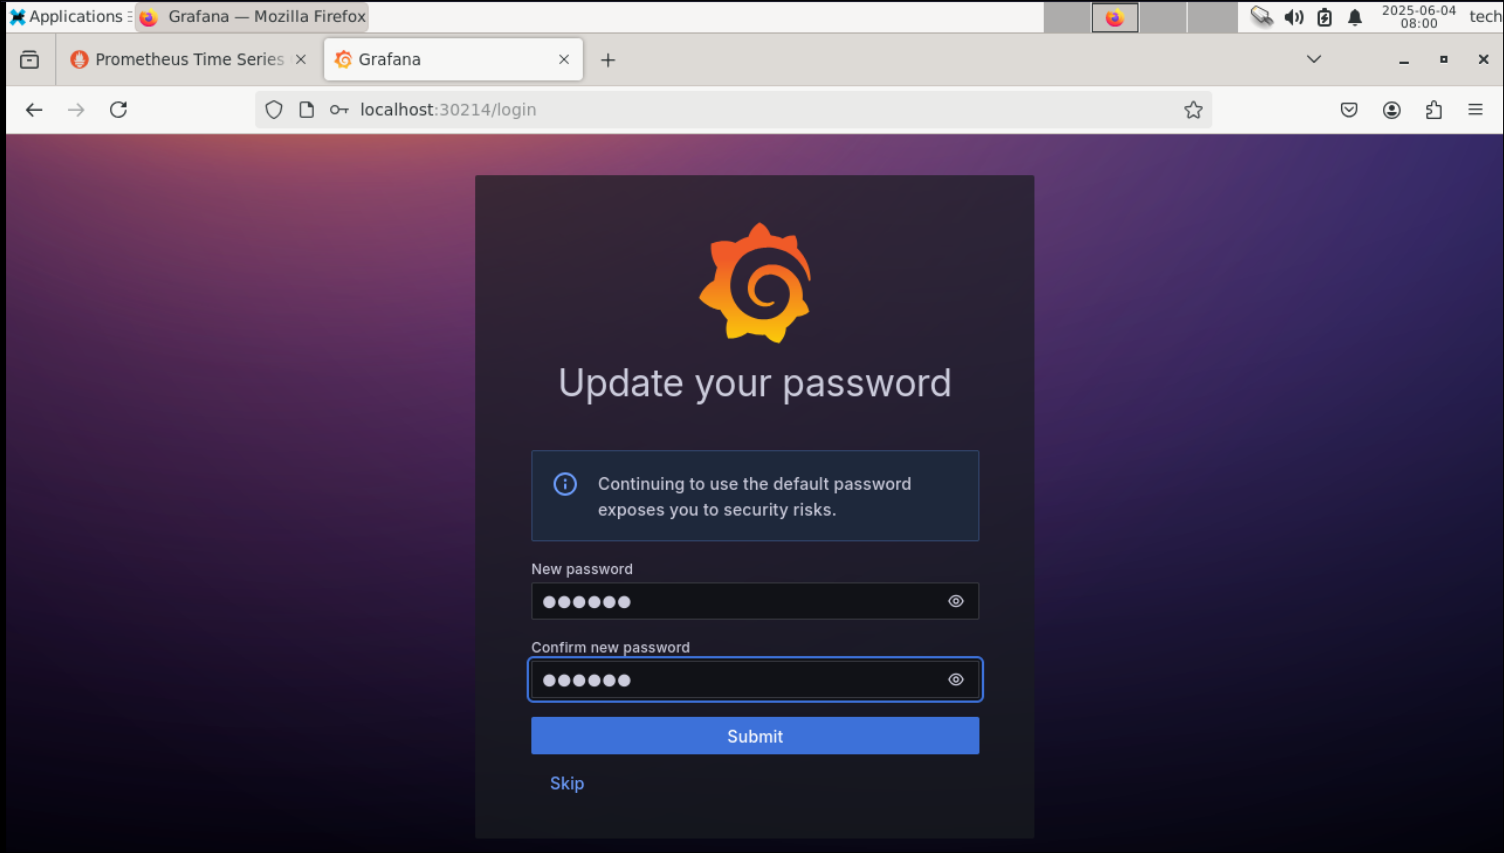 Applications
Grafana — Mozilla Firefox
2025-06-04
08:00
tech
Prometheus Time Series
Grafana
localhost:30214/login
Update your password
Continuing to use the default password
exposes you to security risks.
New password
Confirm new password
Submit
Skip